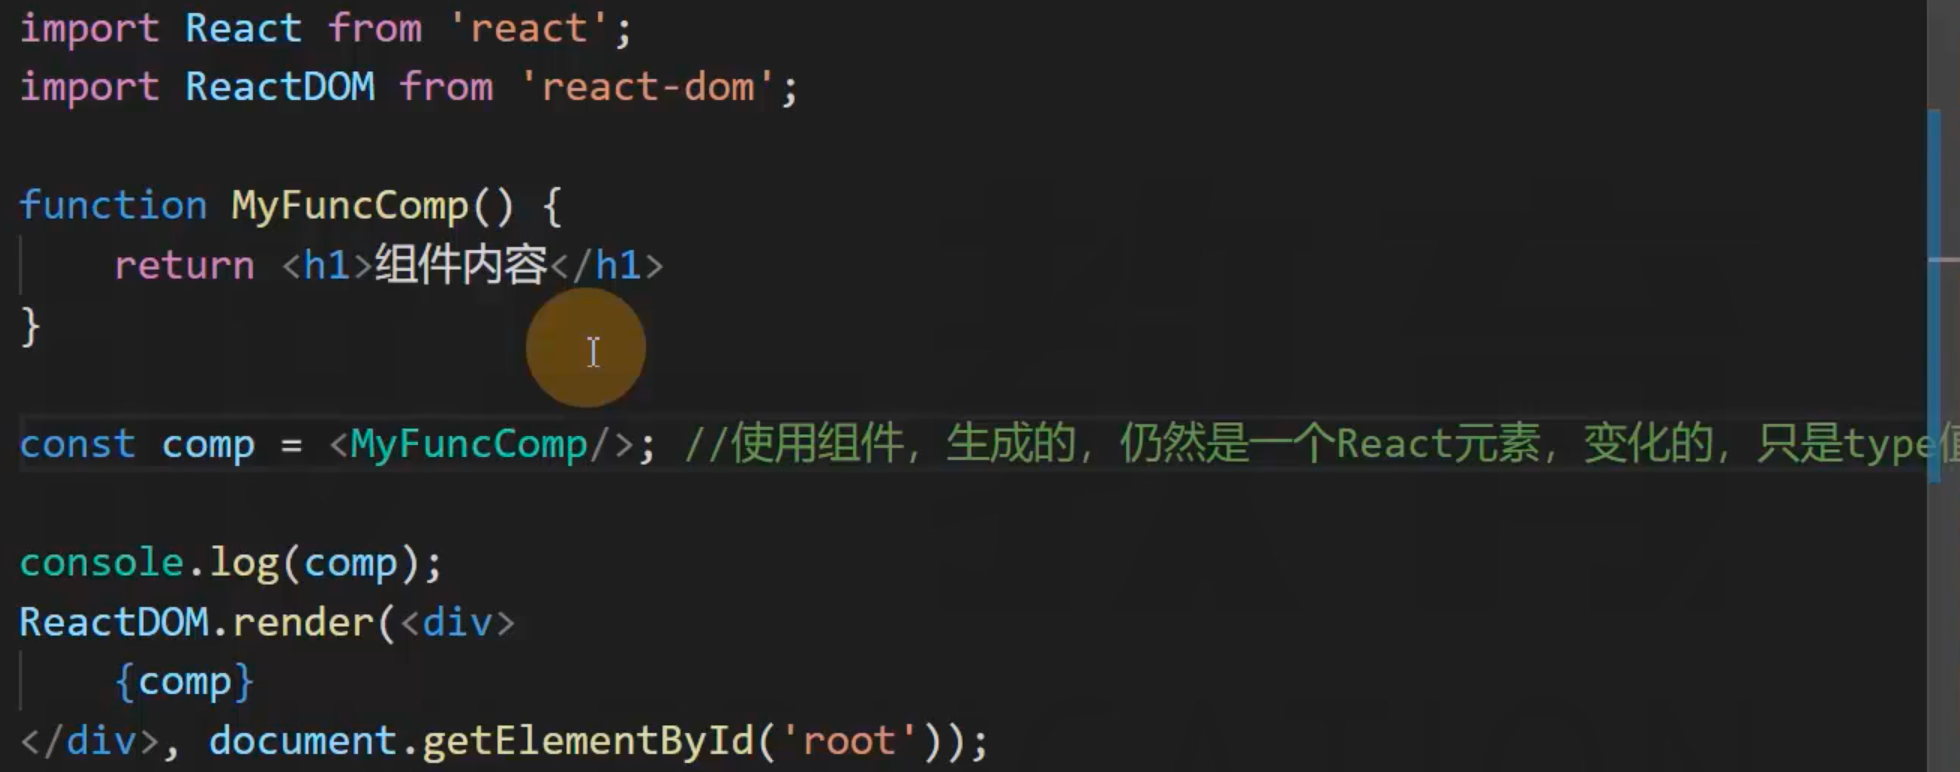 import React from 'react';
import ReactDOM from 'react-dom';
function MyFuncComp() {
return <h1>组件内容</h1>
}
const comp = <MyFuncComp/>; //使用组件，生成的，仍然是一个React元素，变化的，只是type值
console.log(comp);
ReactDOM.render(<div>
{comp}
</div>, document.getElementById('root'));